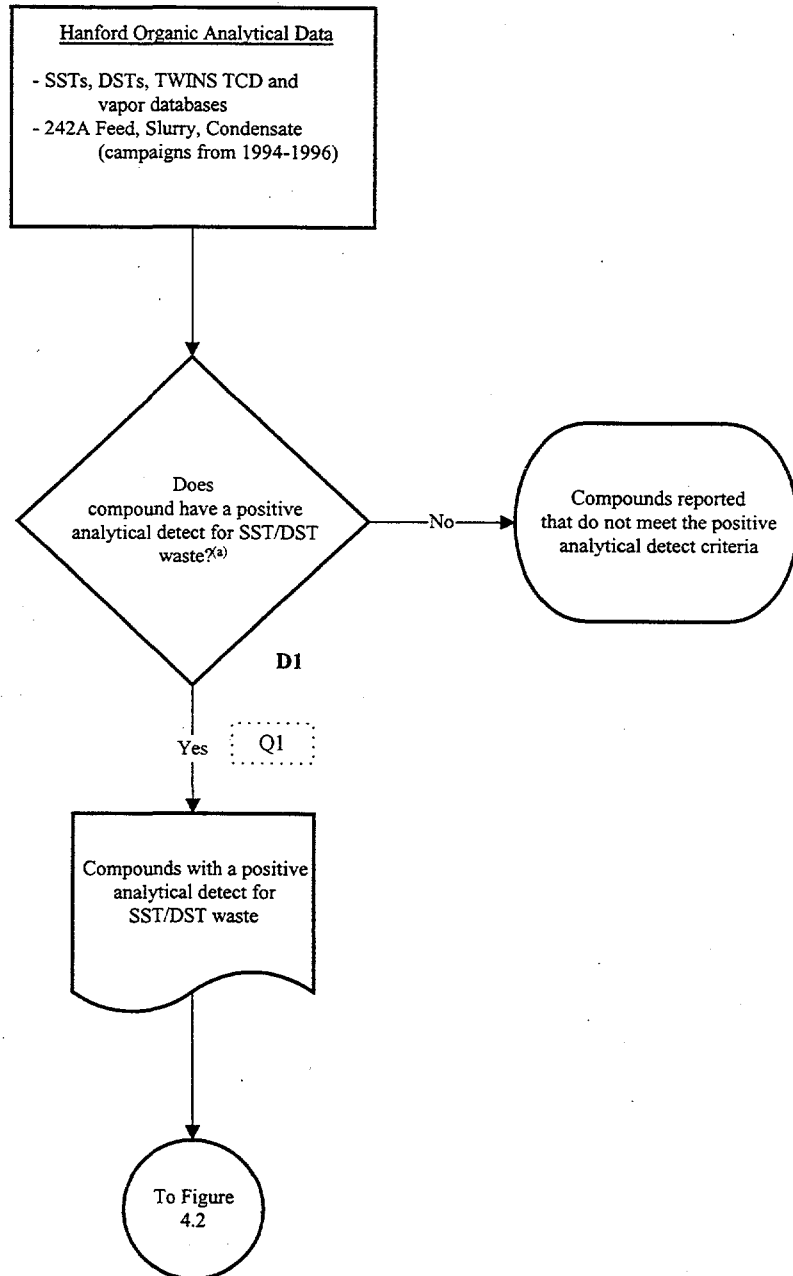 Hanford Organic Analytical Data
- SSTs, DSTs, TWINS TCD and
vapor databases
- 242A Feed, Slurry, Condensate
(campaigns from 1994-1996)
Does
compound have a positive
analytical detect for SST/DST
waste?(a)
No
Compounds reported
that do not meet the positive
analytical detect criteria
D1
Yes
Q1
Compounds with a positive
analytical detect for
SST/DST waste
To Figure
4.2